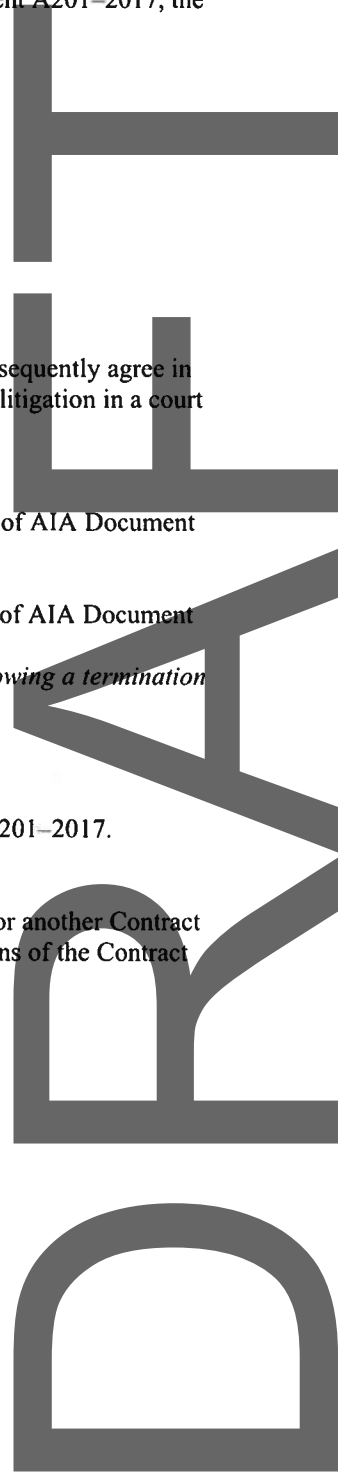 ent A201–2017, the
sequently agree in
litigation in a court
of AIA Document
of AIA Document
owing a termination
201–2017.
or another Contract
ns of the Contract
DRAFT